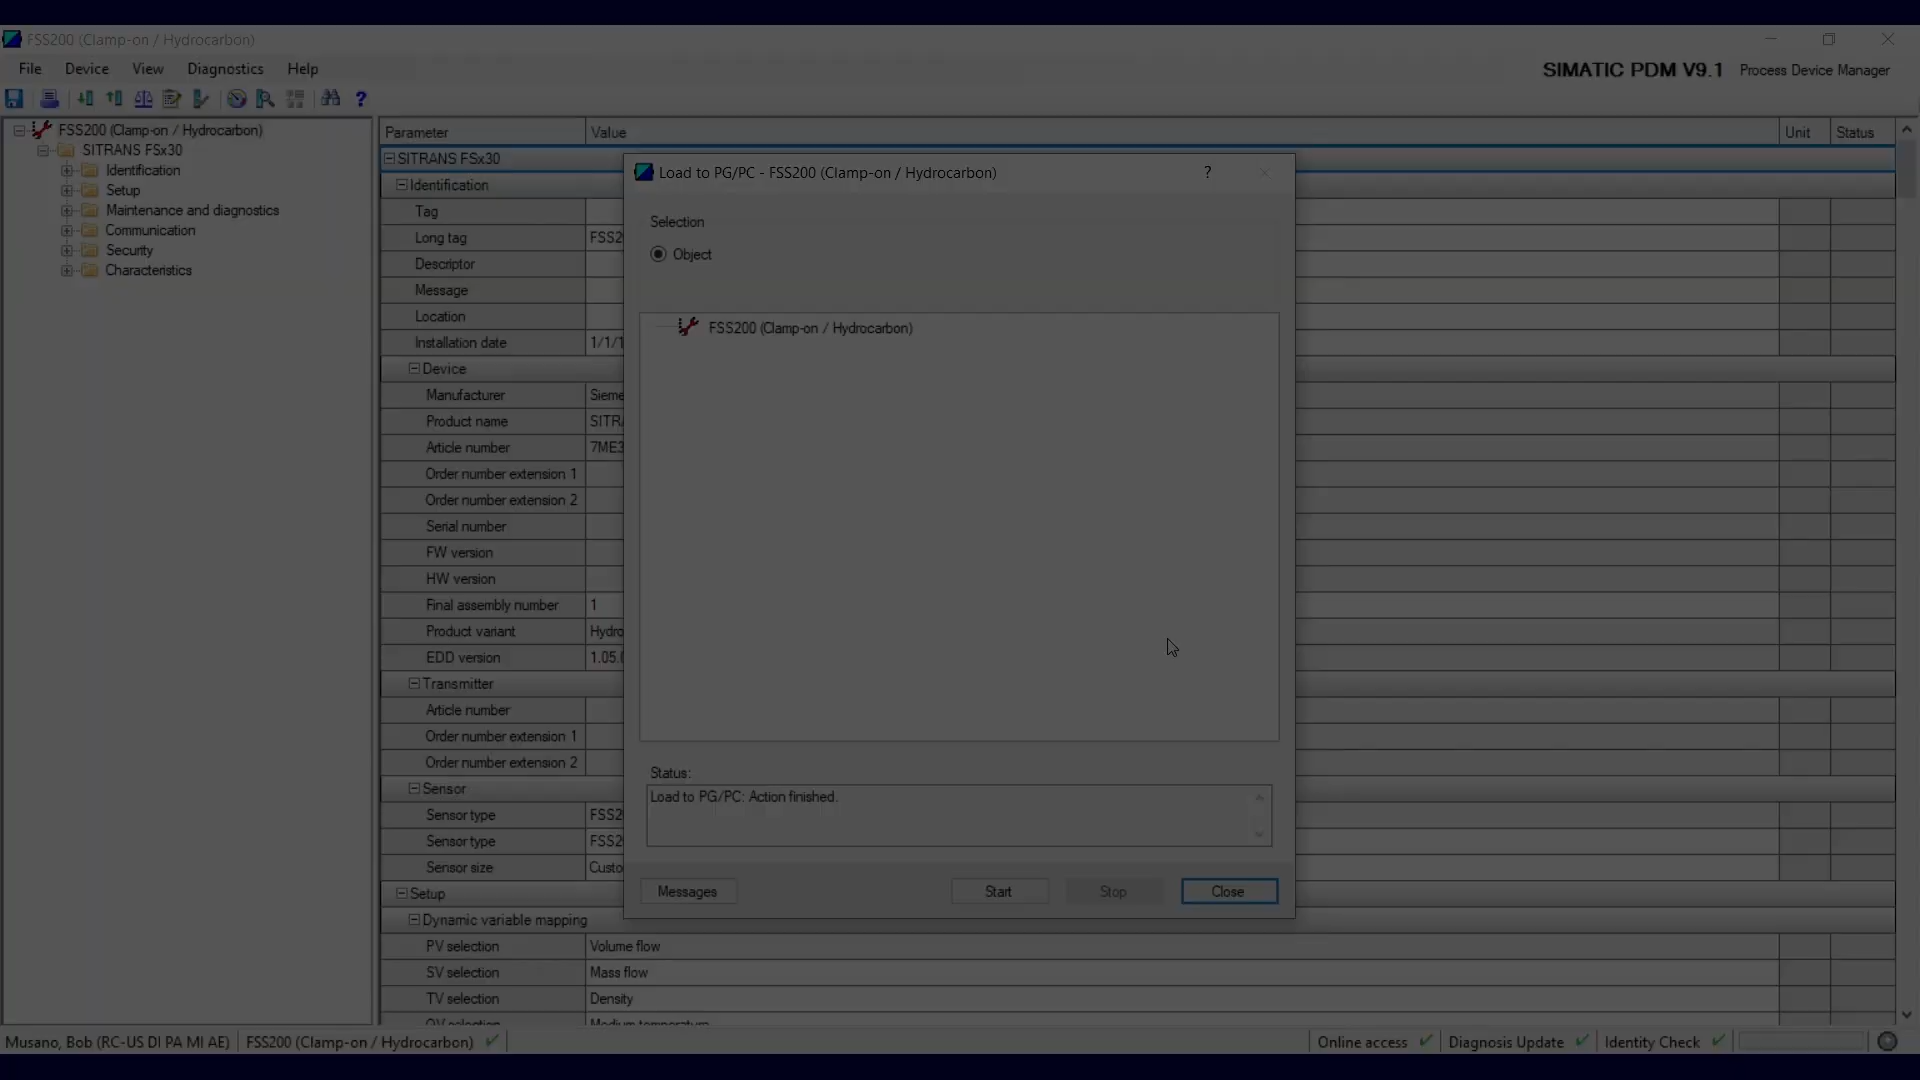 FSS200 (Clamp-on / Hydrocarbon)
File Device View Diagnostics Help
SIMATIC PDM V9.1 Process Device Manager
FSS200 (Clamp-on / Hydrocarbon)
SITRANS FSx30
Identification
Setup
Maintenance and diagnostics
Communication
Security
Characteristics
Parameter Value Unit Status
SITRANS FSx30
Identification
Tag
Long tag FSS2
Descriptor
Message
Location
Installation date 1/1/1
Device
Manufacturer Sieme
Product name SITR
Article number 7ME3
Order number extension 1
Order number extension 2
Serial number
FW version
HW version
Final assembly number 1
Product variant Hydro
EDD version 1.05.
Transmitter
Article number
Order number extension 1
Order number extension 2
Sensor
Sensor type FSS2
Sensor type FSS2
Sensor size Custo
Setup
Dynamic variable mapping
PV selection Volume flow
SV selection Mass flow
TV selection Density
QV selection Medium temperature
Load to PG/PC - FSS200 (Clamp-on / Hydrocarbon) ?
Selection
Object
FSS200 (Clamp-on / Hydrocarbon)
Status:
Load to PG/PC: Action finished.
Messages Start Stop Close
Musano, Bob (RC-US DI PA MI AE) FSS200 (Clamp-on / Hydrocarbon) Online access Diagnosis Update Identity Check